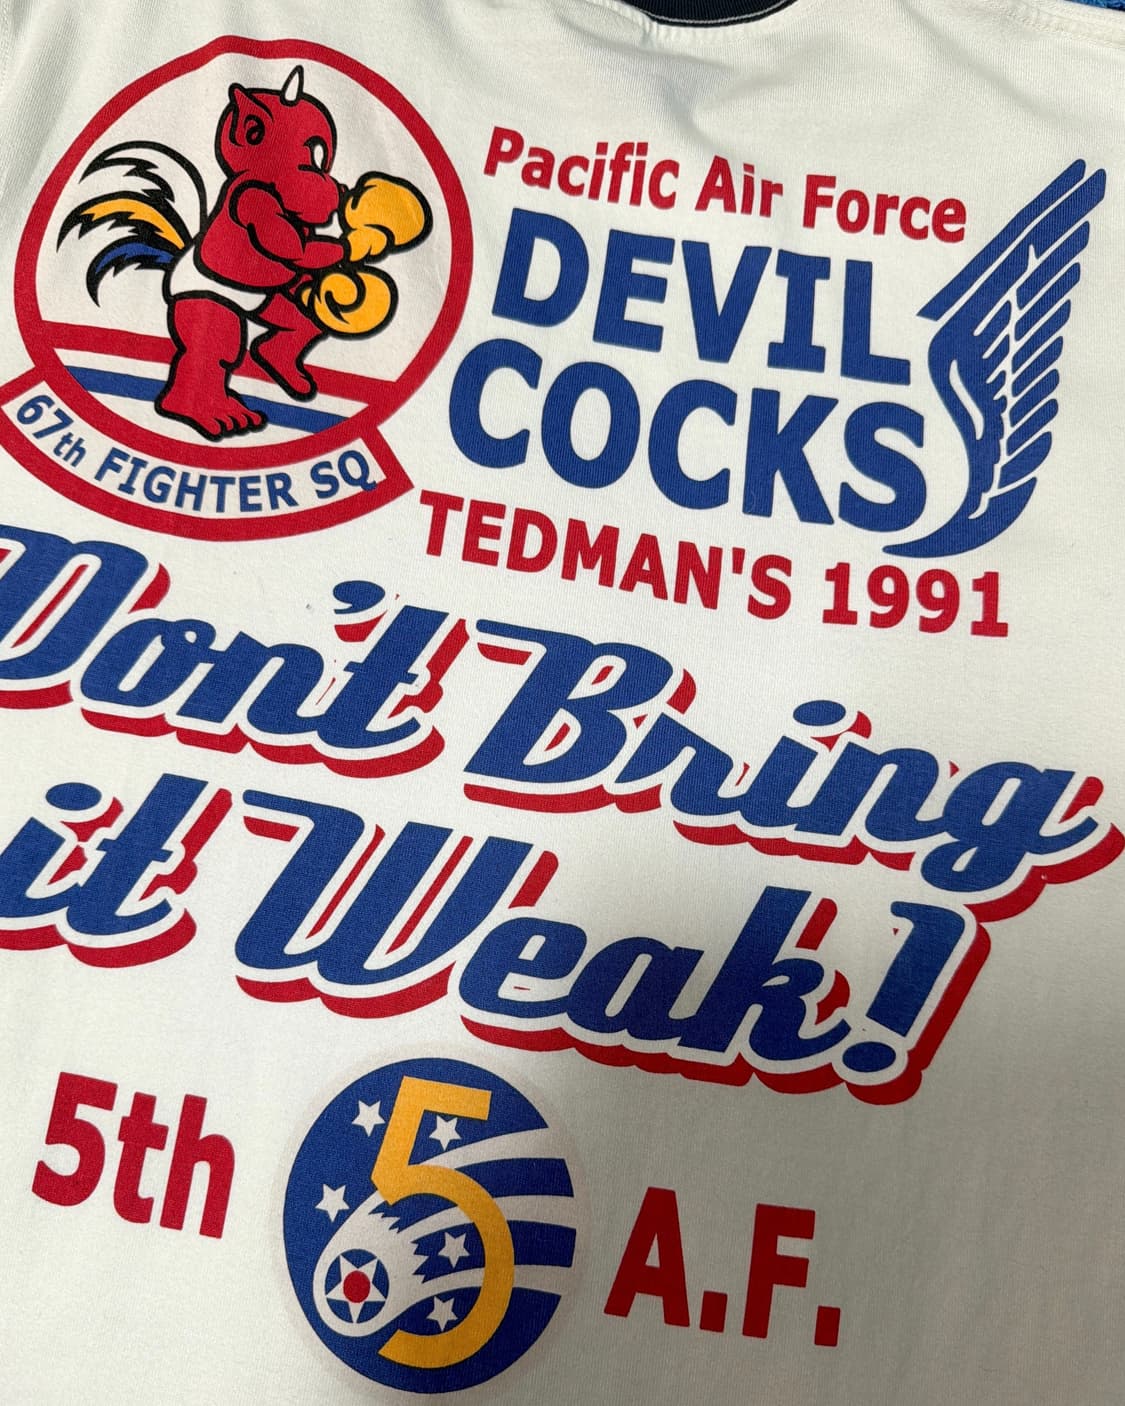 Pacific Air Force
DEVIL
COCKS
67th FIGHTER SQ
TEDMAN'S 1991
Don't Bring
it Weak!
5th 5 A.F.